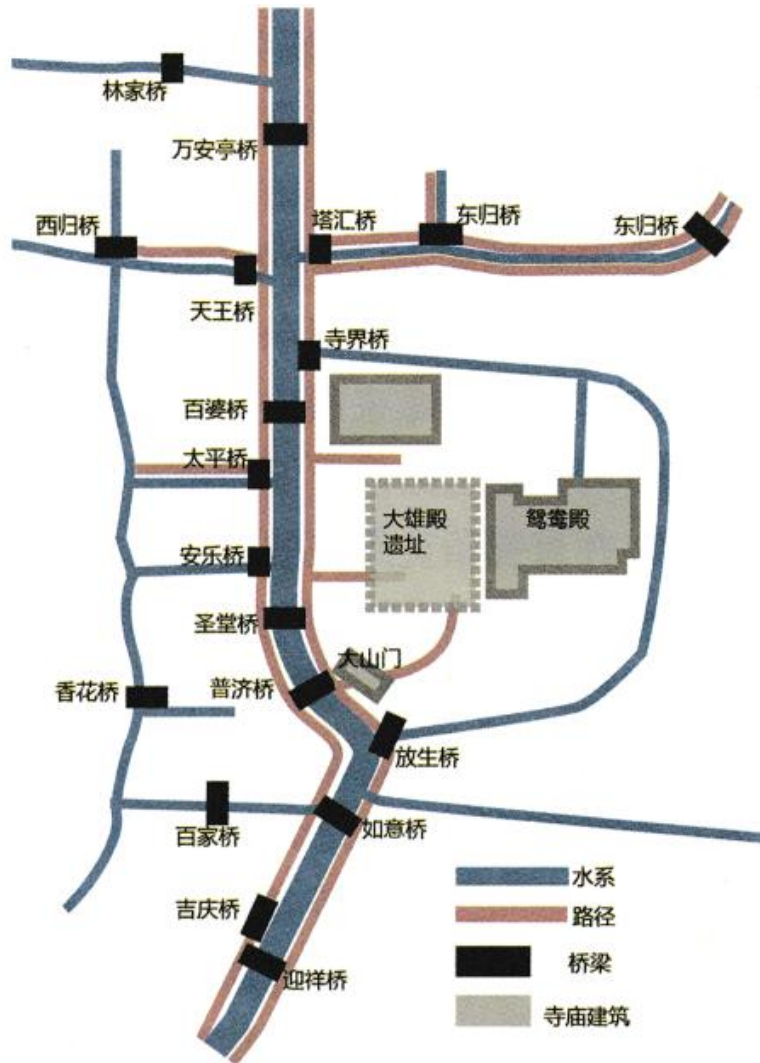 林家桥
万安亭桥
西归桥
塔汇桥
东归桥
东归桥
天王桥
寺界桥
百婆桥
太平桥
大雄殿
遗址
鸳鸯殿
安乐桥
圣堂桥
大山门
普济桥
香花桥
放生桥
百家桥
如意桥
水系
吉庆桥
路径
桥梁
迎祥桥
寺庙建筑